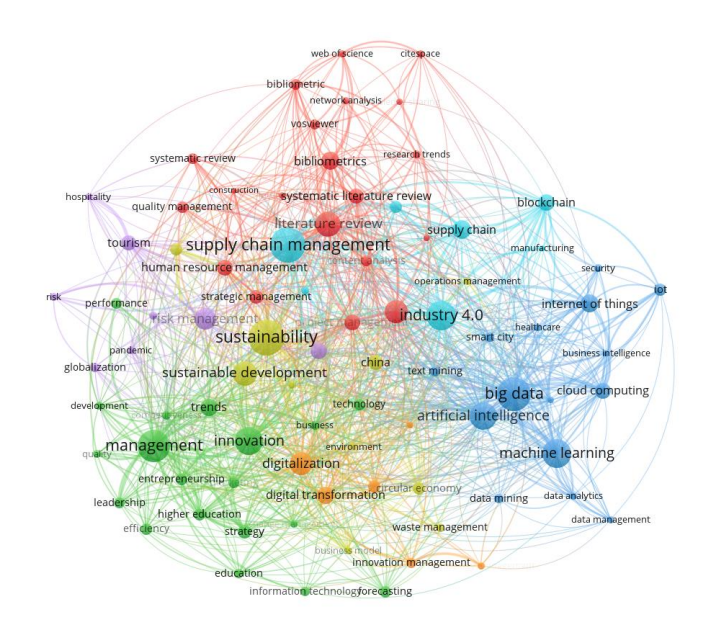 web of science
citespace
bibliometric
network analysis
vosviewer
research trends
systematic review
bibliometrics
construction
hospitality
systematic literature review
quality management
blockchain
literature review
supply chain
tourism
supply chain management
manufacturing
content analysis
human resource management
security
operations management
iot
risk
strategic management
performance
internet of things
risk management
industry 4.0
healthcare
sustainability
smart city
pandemic
business intelligence
china
globalization
text mining
sustainable development
cloud computing
big data
development
trends
technology
artificial intelligence
business
management
innovation
environment
quality
machine learning
digitalization
entrepreneurship
circular economy
digital transformation
data mining
data analytics
leadership
higher education
data management
efficiency
strategy
waste management
business model
innovation management
education
information technology
forecasting